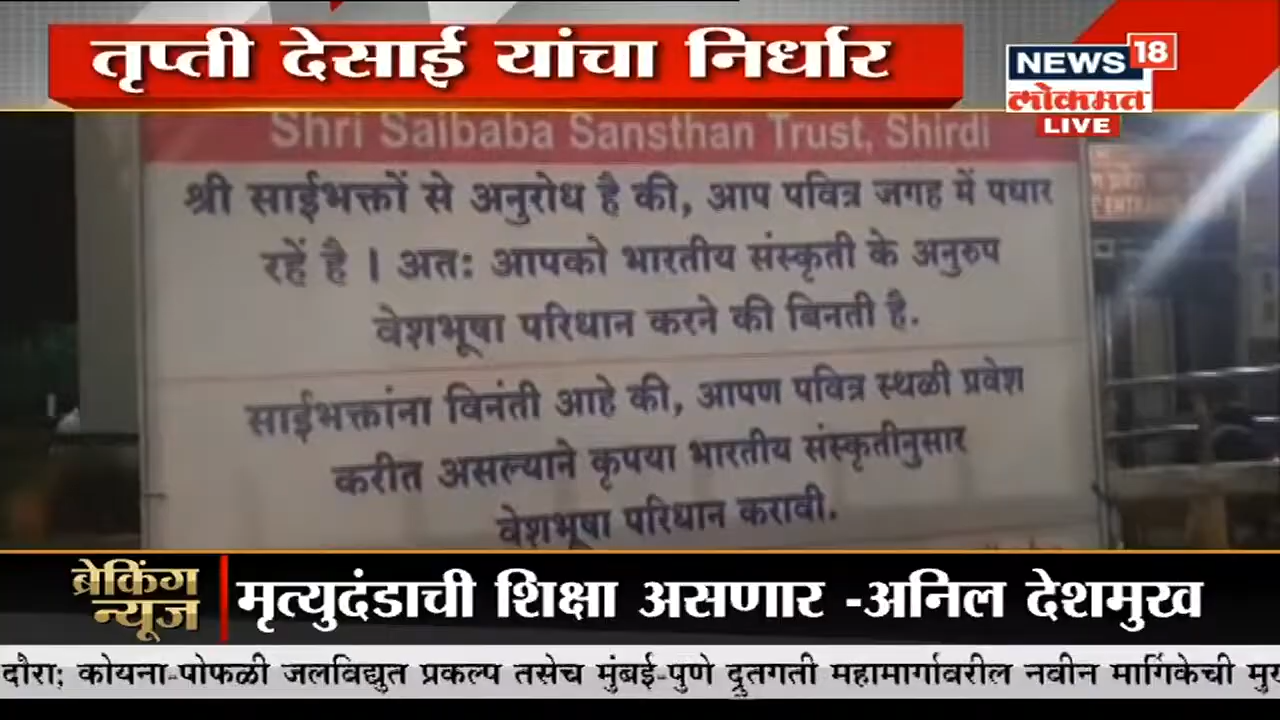 तृप्ती देसाई यांचा निर्धार
NEWS 18
लोकमत
LIVE
Shri Saibaba Sansthan Trust, Shirdi
श्री साईभक्तों से अनुरोध है की, आप पवित्र जगह में पधार
रहें है । अतः आपको भारतीय संस्कृती के अनुरुप
वेशभूषा परिधान करने की बिनती है.
साईभक्तांना विनंती आहे की, आपण पवित्र स्थळी प्रवेश
करीत असल्याने कृपया भारतीय संस्कृतीनुसार
वेशभूषा परिधान करावी.
ब्रेकिंग
न्यूज
मृत्युदंडाची शिक्षा असणार -अनिल देशमुख
दौरा; कोयना-पोफळी जलविद्युत प्रकल्प तसेच मुंबई-पुणे द्रुतगती महामार्गावरील नवीन मार्गिकेची